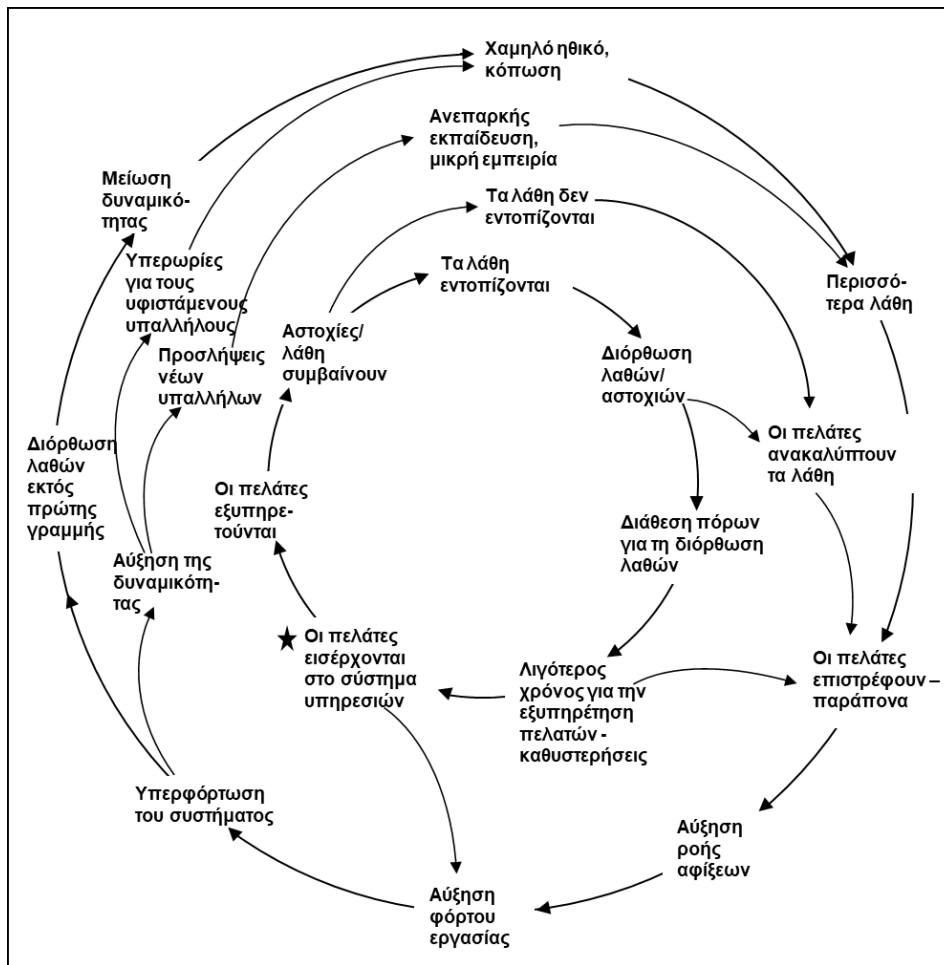 Χαμηλό ηθικό,
κόπωση
Ανεπαρκής
εκπαίδευση,
μικρή εμπειρία
Μείωση
δυναμικό-
τητας
Τα λάθη δεν
εντοπίζονται
Υπερωρίες
για τους
υφιστάμενους
υπαλλήλους
Τα λάθη
εντοπίζονται
Περισσό-
τερα λάθη
Αστοχίες/
λάθη
συμβαίνουν
Προσλήψεις
νέων
υπαλλήλων
Διόρθωση
λαθών/
αστοχιών
Διόρθωση
λαθών
εκτός
πρώτης
γραμμής
Οι πελάτες
ανακαλύπτουν
τα λάθη
Οι πελάτες
εξυπηρε-
τούνται
Διάθεση πόρων
για τη διόρθωση
λαθών
Αύξηση της
δυναμικότη-
τας
Οι πελάτες
εισέρχονται
στο σύστημα
υπηρεσιών
Λιγότερος
χρόνος για την
εξυπηρέτηση
πελατών -
καθυστερήσεις
Οι πελάτες
επιστρέφουν –
παράπονα
Υπερφόρτωση
του συστήματος
Αύξηση
ροής
αφίξεων
Αύξηση
φόρτου
εργασίας